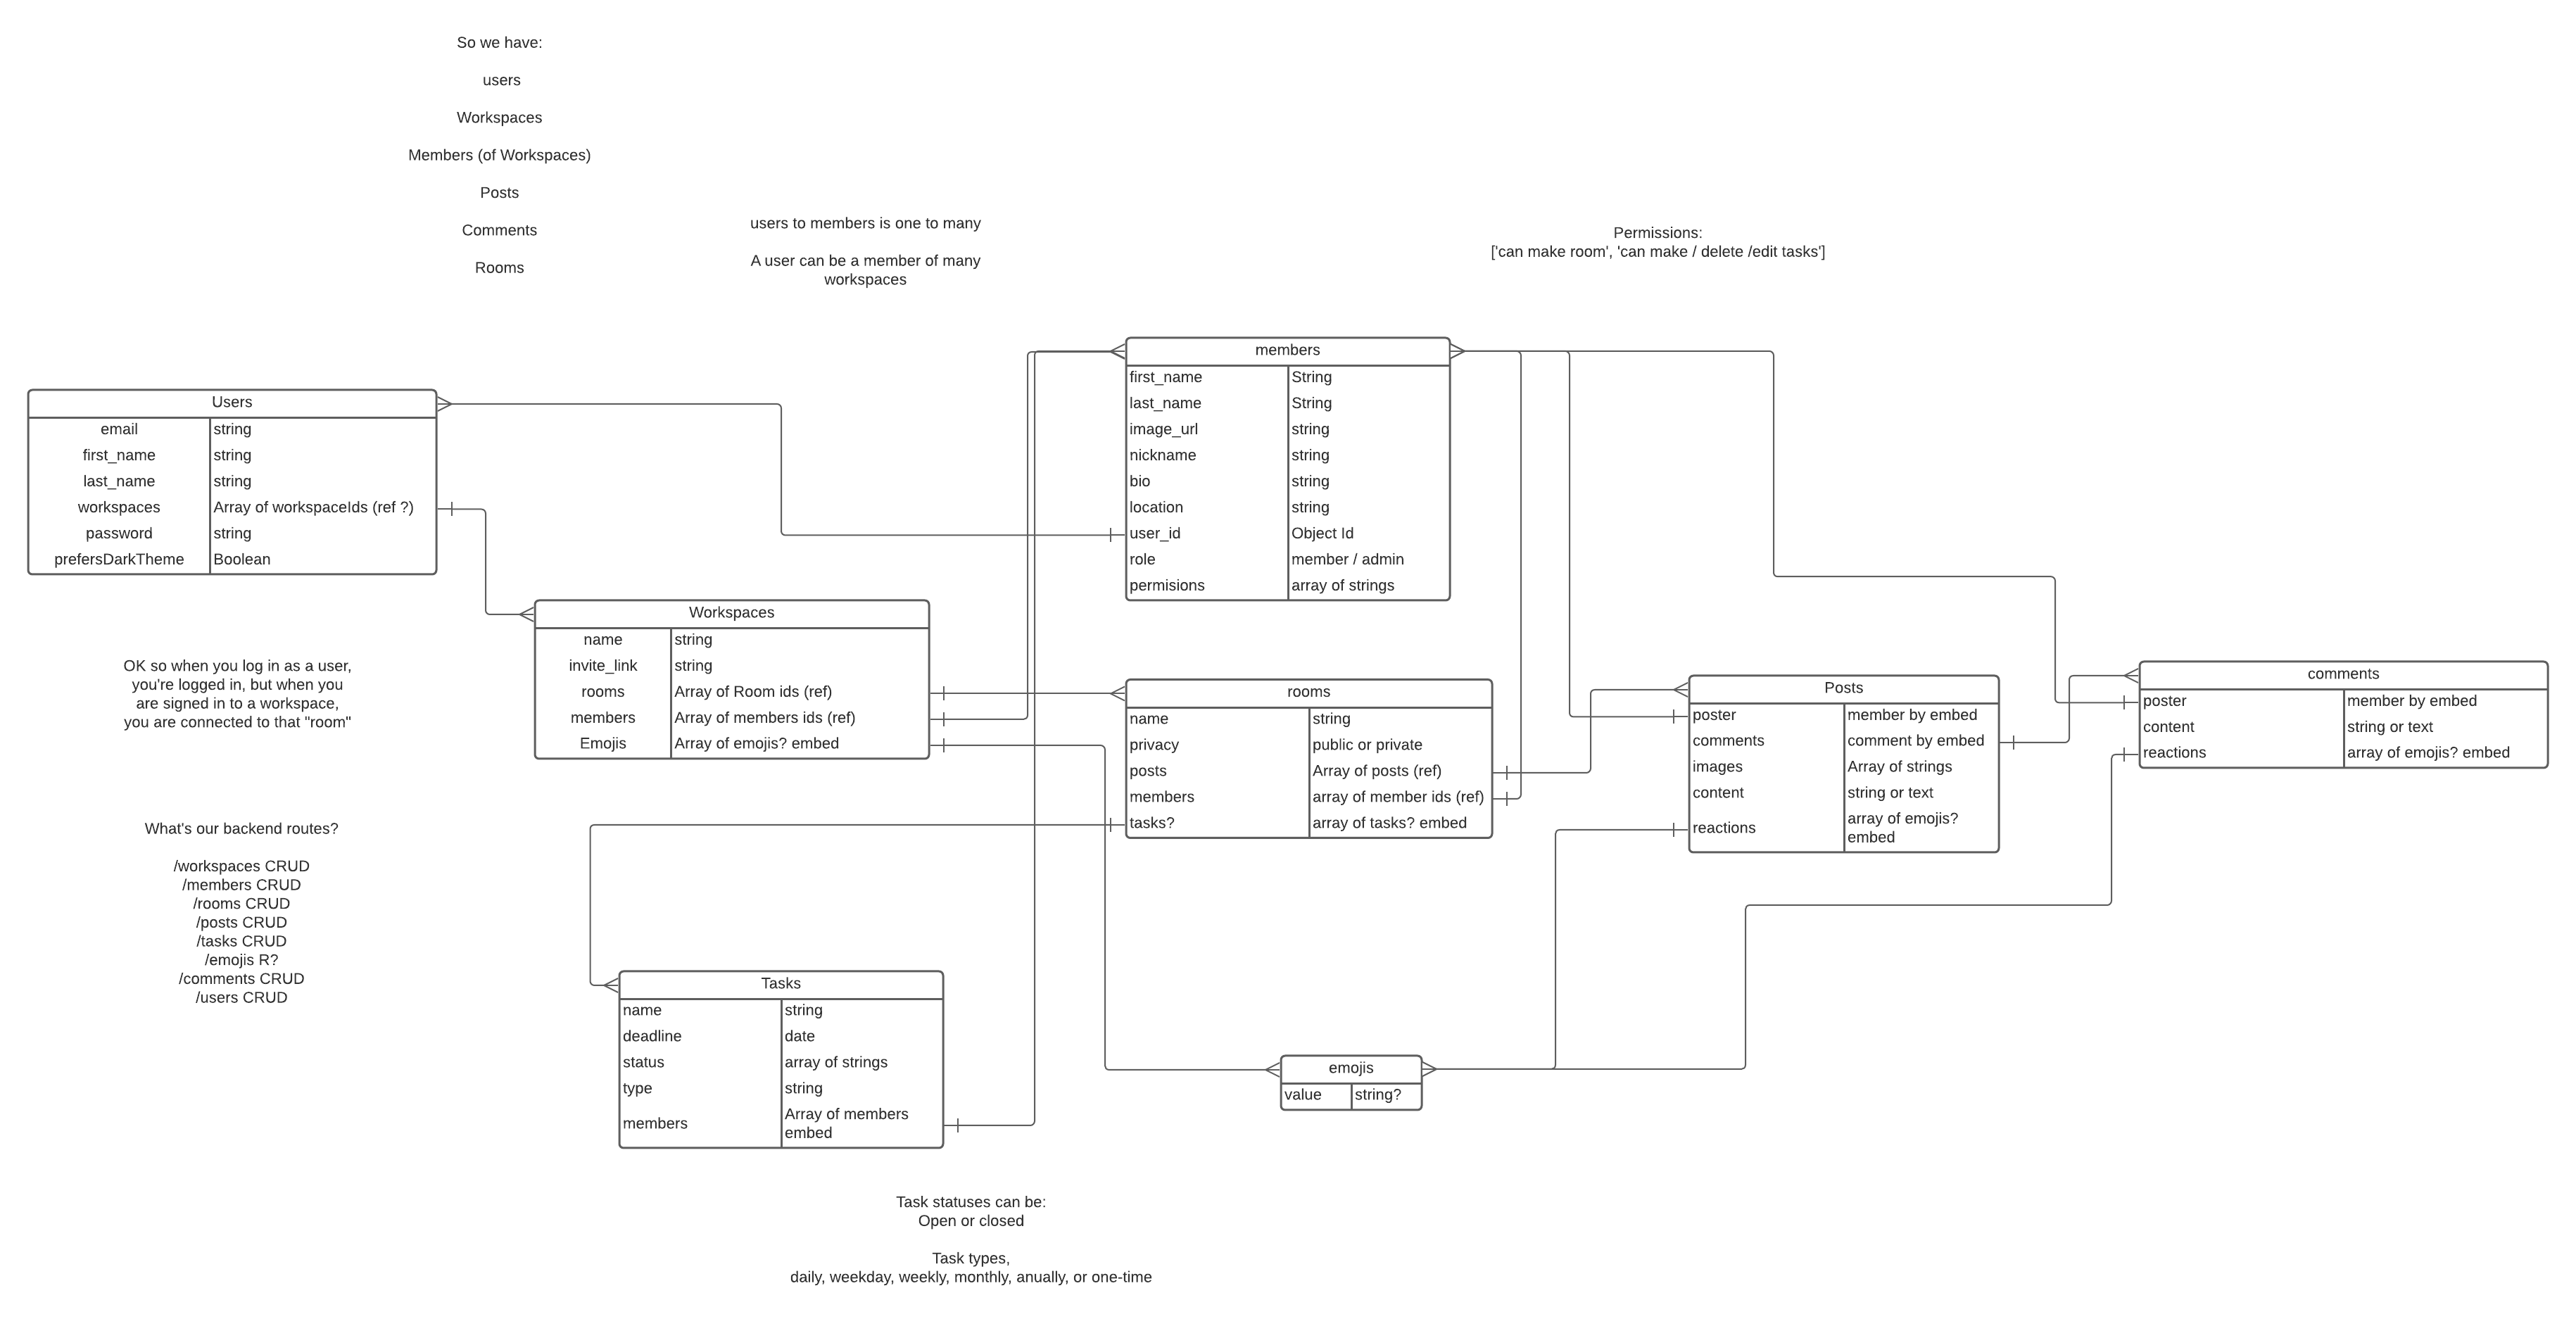 So we have:
users
Workspaces
Members (of Workspaces)
Posts
Comments
Rooms
users to members is one to many
A user can be a member of many
workspaces
Permissions:
['can make room', 'can make / delete /edit tasks']
Users
email string
first_name string
last_name string
workspaces Array of workspaceIds (ref ?)
password string
prefersDarkTheme Boolean
members
first_name String
last_name String
image_url string
nickname string
bio string
location string
user_id Object Id
role member / admin
permisions array of strings
Workspaces
name string
invite_link string
rooms Array of Room ids (ref)
members Array of members ids (ref)
Emojis Array of emojis? embed
rooms
name string
privacy public or private
posts Array of posts (ref)
members array of member ids (ref)
tasks? array of tasks? embed
Posts
poster member by embed
comments comment by embed
images Array of strings
content string or text
reactions array of emojis?
embed
comments
poster member by embed
content string or text
reactions array of emojis? embed
OK so when you log in as a user,
you're logged in, but when you
are signed in to a workspace,
you are connected to that "room"
What's our backend routes?
/workspaces CRUD
/members CRUD
/rooms CRUD
/posts CRUD
/tasks CRUD
/emojis R?
/comments CRUD
/users CRUD
Tasks
name string
deadline date
status array of strings
type string
members Array of members
embed
emojis
value string?
Task statuses can be:
Open or closed
Task types,
daily, weekday, weekly, monthly, anually, or one-time